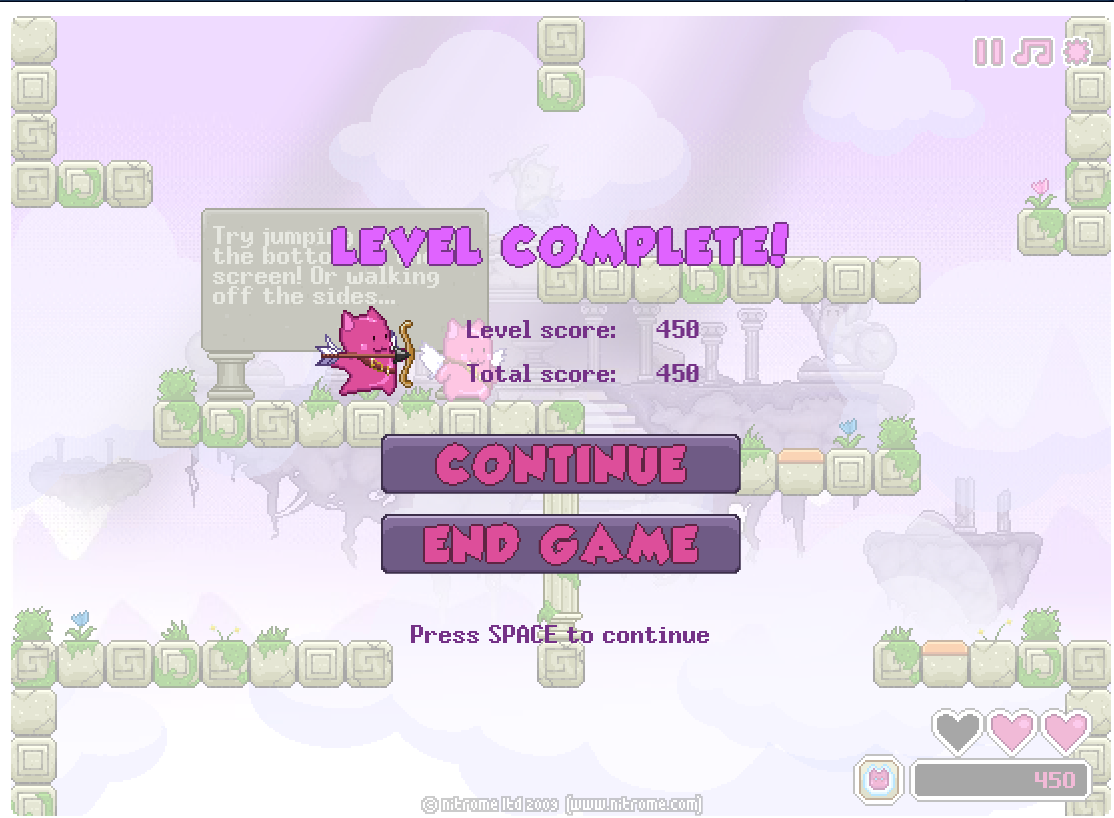 Try jumpi
the botto
screen! Or walking
off the sides...
LEVEL COMPLETE!
Level score: 450
Total score: 450
CONTINUE
END GAME
Press SPACE to continue
450
© nitrome ltd 2009 (www.nitrome.com)